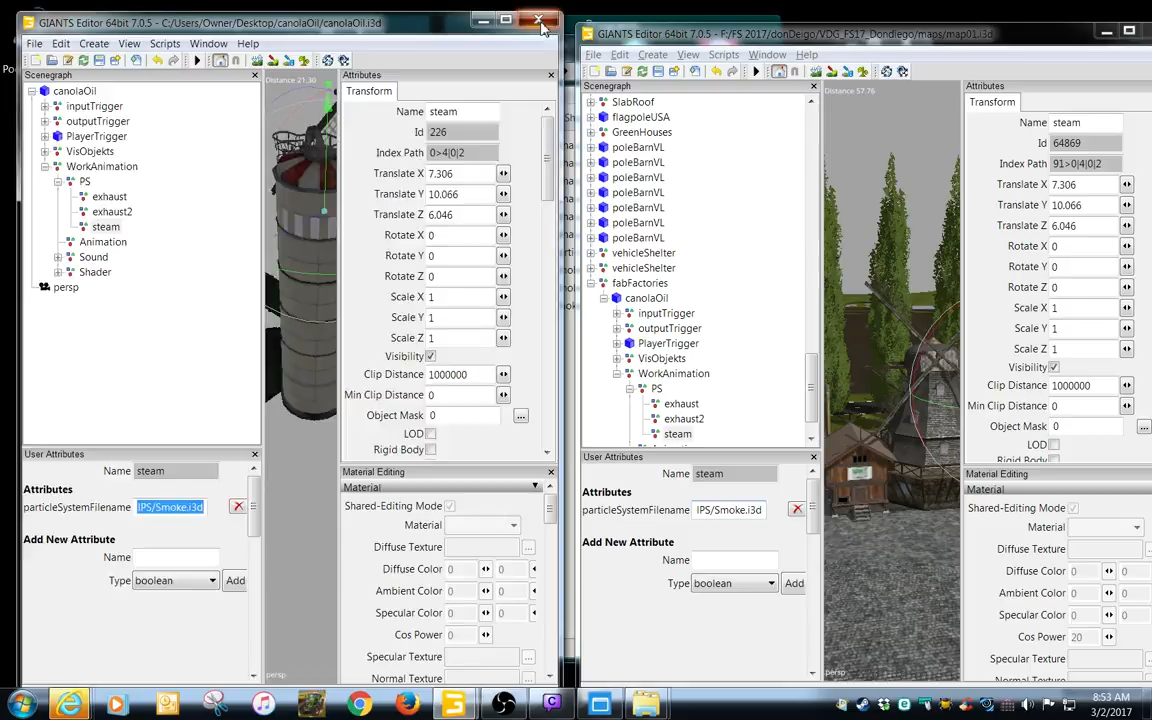 GIANTS Editor 64bit 7.0.5 - C:/Users/Owner/Desktop/canolaOil/canolaOil.i3d
File Edit Create View Scripts Window Help
Scenegraph
canolaOil
inputTrigger
outputTrigger
PlayerTrigger
VisObjekts
WorkAnimation
PS
exhaust
exhaust2
steam
Animation
Sound
Shader
persp
Distance 21.30
Attributes
Transform
Name steam
Id 226
Index Path 0>4|0|2
Translate X 7.306
Translate Y 10.066
Translate Z 6.046
Rotate X 0
Rotate Y 0
Rotate Z 0
Scale X 1
Scale Y 1
Scale Z 1
Visibility
Clip Distance 1000000
Min Clip Distance 0
Object Mask 0 ...
LOD
Rigid Body
User Attributes
Name steam
Attributes
particleSystemFilename IPS/Smoke.i3d
Add New Attribute
Name
Type boolean Add
persp
Material Editing
Material
Shared-Editing Mode
Material
Diffuse Texture ...
Diffuse Color 0 0
Ambient Color 0 0
Specular Color 0 0
Cos Power 0
Specular Texture ...
Normal Texture ...
GIANTS Editor 64bit 7.0.5 - F:/FS 2017/donDeigo/VDG_FS17_Dondiego/maps/map01.i3d
File Edit Create View Scripts Window Help
Scenegraph
SlabRoof
flagpoleUSA
GreenHouses
poleBarnVL
poleBarnVL
poleBarnVL
poleBarnVL
poleBarnVL
poleBarnVL
poleBarnVL
vehicleShelter
vehicleShelter
fabFactories
canolaOil
inputTrigger
outputTrigger
PlayerTrigger
VisObjekts
WorkAnimation
PS
exhaust
exhaust2
steam
Distance 57.76
Attributes
Transform
Name steam
Id 64869
Index Path 91>0|4|0|2
Translate X 7.306
Translate Y 10.066
Translate Z 6.046
Rotate X 0
Rotate Y 0
Rotate Z 0
Scale X 1
Scale Y 1
Scale Z 1
Visibility
Clip Distance 1000000
Min Clip Distance 0
Object Mask 0 ...
LOD
Rigid Body
User Attributes
Name steam
Attributes
particleSystemFilename IPS/Smoke.i3d
Add New Attribute
Name
Type boolean Add
persp
Material Editing
Material
Shared-Editing Mode
Material
Diffuse Texture
Diffuse Color 0 0
Ambient Color 0 0
Specular Color 0 0
Cos Power 20
Specular Texture
Normal Texture
8:53 AM
3/2/2017